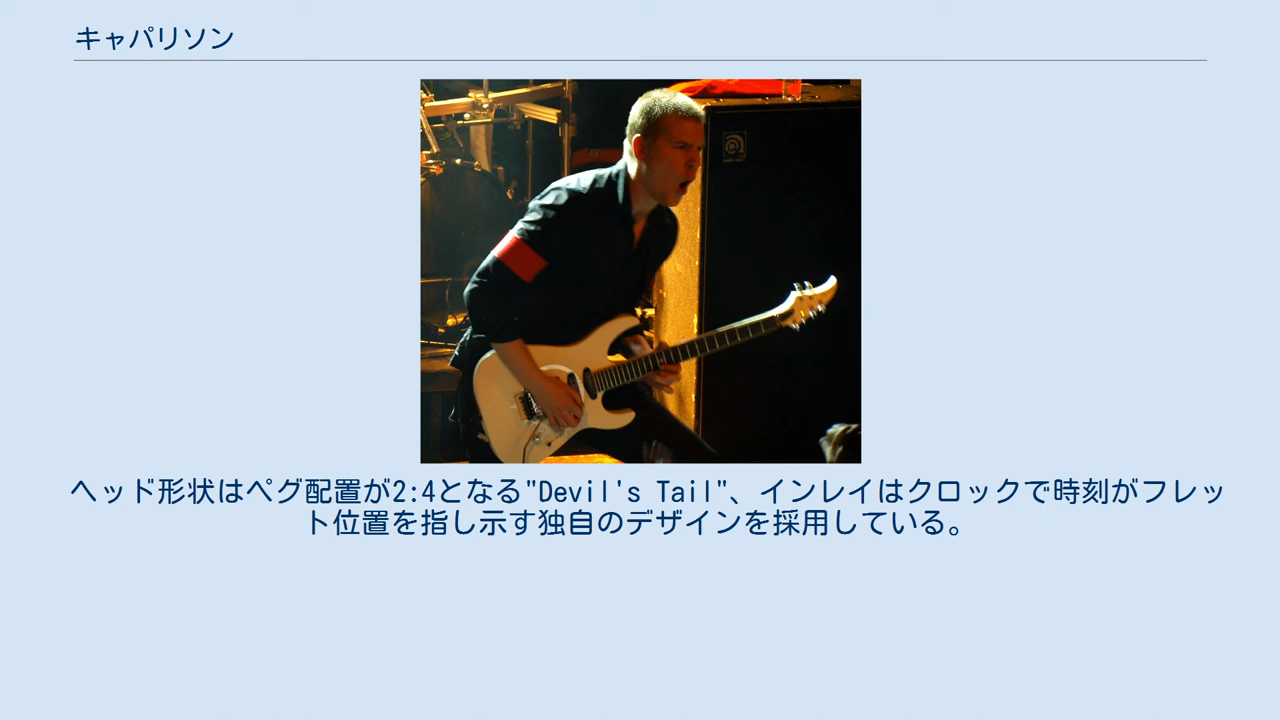 キャパリソン
ヘッド形状はペグ配置が2:4となる"Devil's Tail"、インレイはクロックで時刻がフレッ
ト位置を指し示す独自のデザインを採用している。